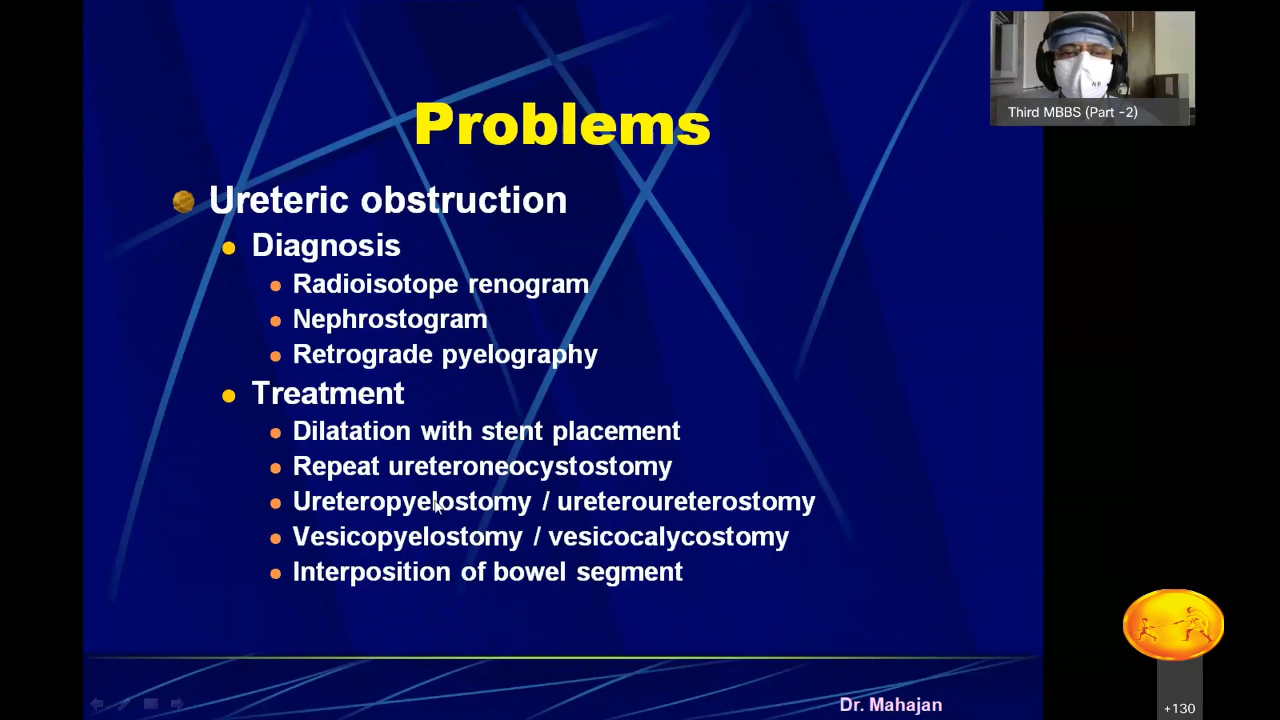 Problems
Ureteric obstruction
Diagnosis
Radioisotope renogram
Nephrostogram
Retrograde pyelography
Treatment
Dilatation with stent placement
Repeat ureteroneocystostomy
Ureteropyelostomy / ureteroureterostomy
Vesicopyelostomy / vesicocalycostomy
Interposition of bowel segment
Dr. Mahajan
Third MBBS (Part -2)
+130